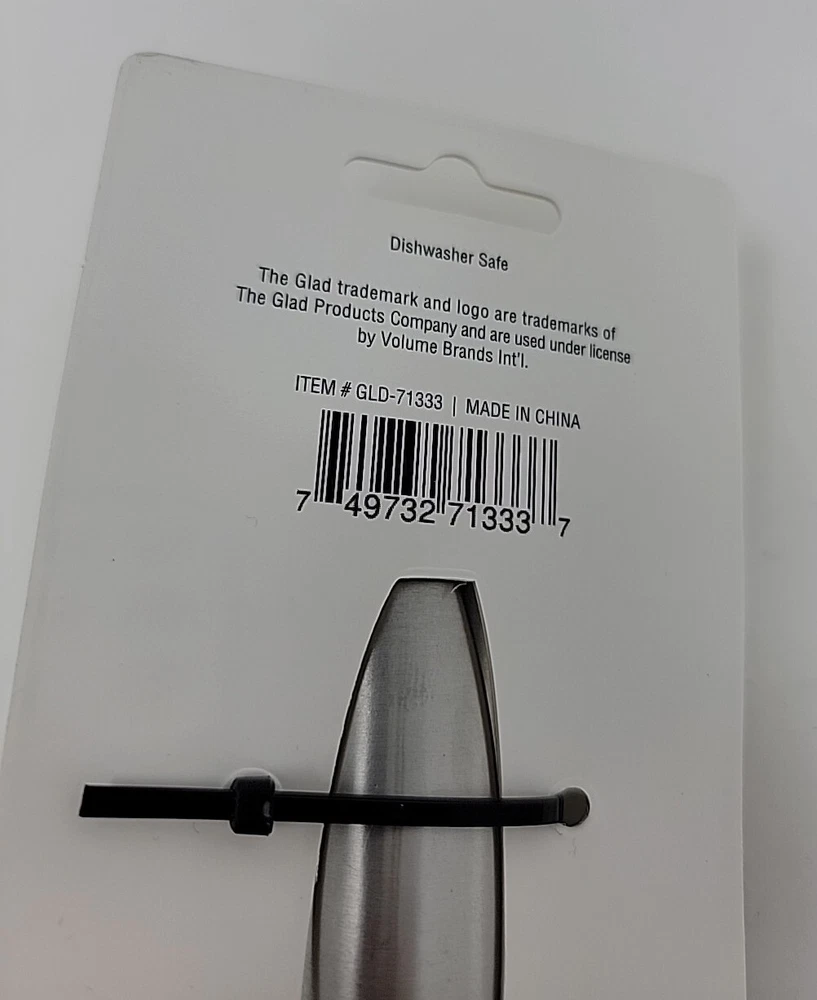 Dishwasher Safe
The Glad trademark and logo are trademarks of
The Glad Products Company and are used under license
by Volume Brands Int'l.
ITEM # GLD-71333 | MADE IN CHINA
7 49732 71333 7